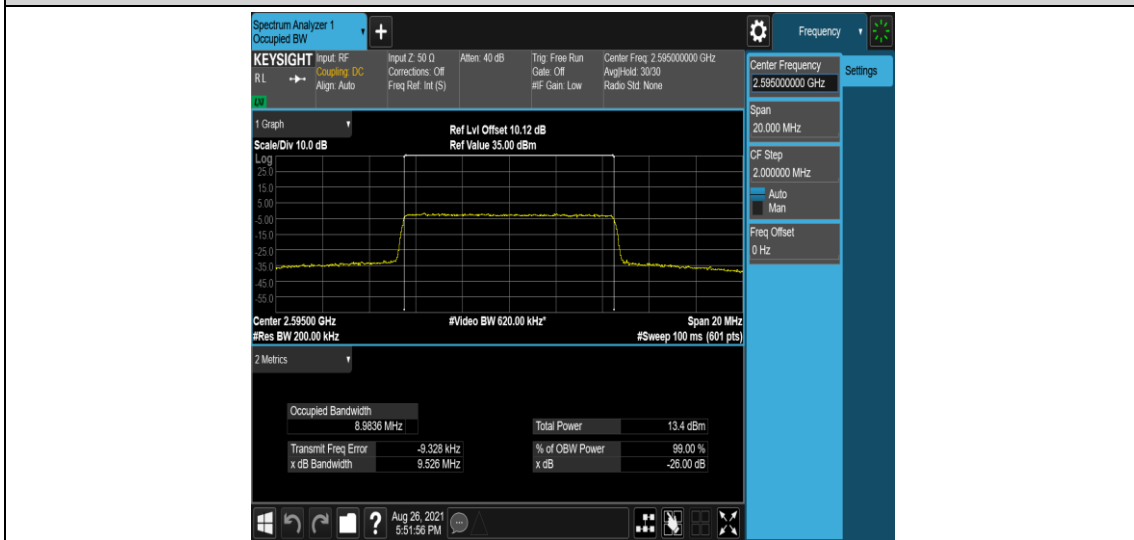 Spectrum Analyzer 1
Occupied BW
Frequency
KEYSIGHT
RL
Input: RF
Coupling: DC
Align: Auto
Input Z: 50 Ω
Corrections: Off
Freq Ref: Int (S)
Atten: 40 dB
Trig: Free Run
Gate: Off
#IF Gain: Low
Center Freq: 2.595000000 GHz
Avg|Hold: 30/30
Radio Std: None
Center Frequency
2.595000000 GHz
Settings
Span
20.000 MHz
CF Step
2.000000 MHz
Auto
Man
Freq Offset
0 Hz
1 Graph
Ref Lvl Offset 10.12 dB
Scale/Div 10.0 dB
Ref Value 35.00 dBm
Log
25.0
15.0
5.00
-5.00
-15.0
-25.0
-35.0
-45.0
-55.0
Center 2.59500 GHz
#Video BW 620.00 kHz*
Span 20 MHz
#Res BW 200.00 kHz
#Sweep 100 ms (601 pts)
2 Metrics
Occupied Bandwidth
8.9836 MHz
Total Power 13.4 dBm
Transmit Freq Error -9.328 kHz
% of OBW Power 99.00 %
x dB Bandwidth 9.526 MHz
x dB -26.00 dB
Aug 26, 2021
5:51:56 PM